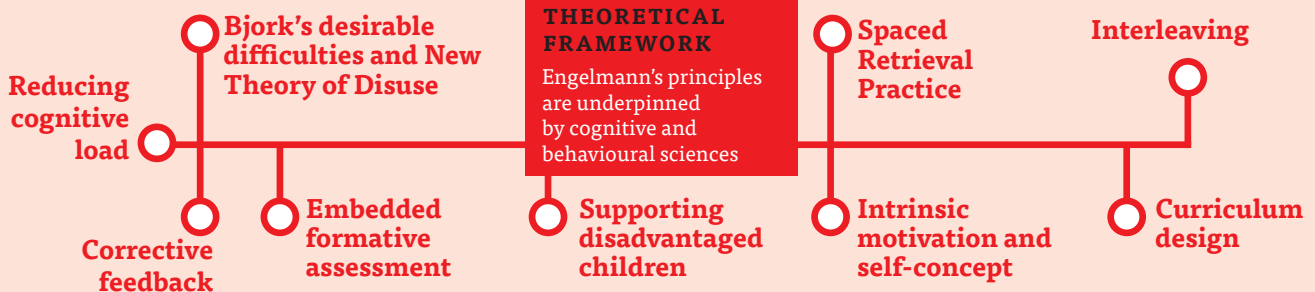 Reducing
cognitive
load
Bjork's desirable
difficulties and New
Theory of Disuse
Corrective
feedback
Embedded
formative
assessment
THEORETICAL
FRAMEWORK
Engelmann's principles
are underpinned
by cognitive and
behavioural sciences
Supporting
disadvantaged
children
Spaced
Retrieval
Practice
Intrinsic
motivation and
self-concept
Interleaving
Curriculum
design